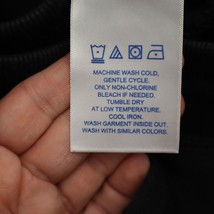 MACHINE WASH COLD,
GENTLE CYCLE.
ONLY NON-CHLORINE
BLEACH IF NEEDED.
TUMBLE DRY
AT LOW TEMPERATURE.
COOL IRON.
WASH GARMENT INSIDE OUT.
WASH WITH SIMILAR COLORS.